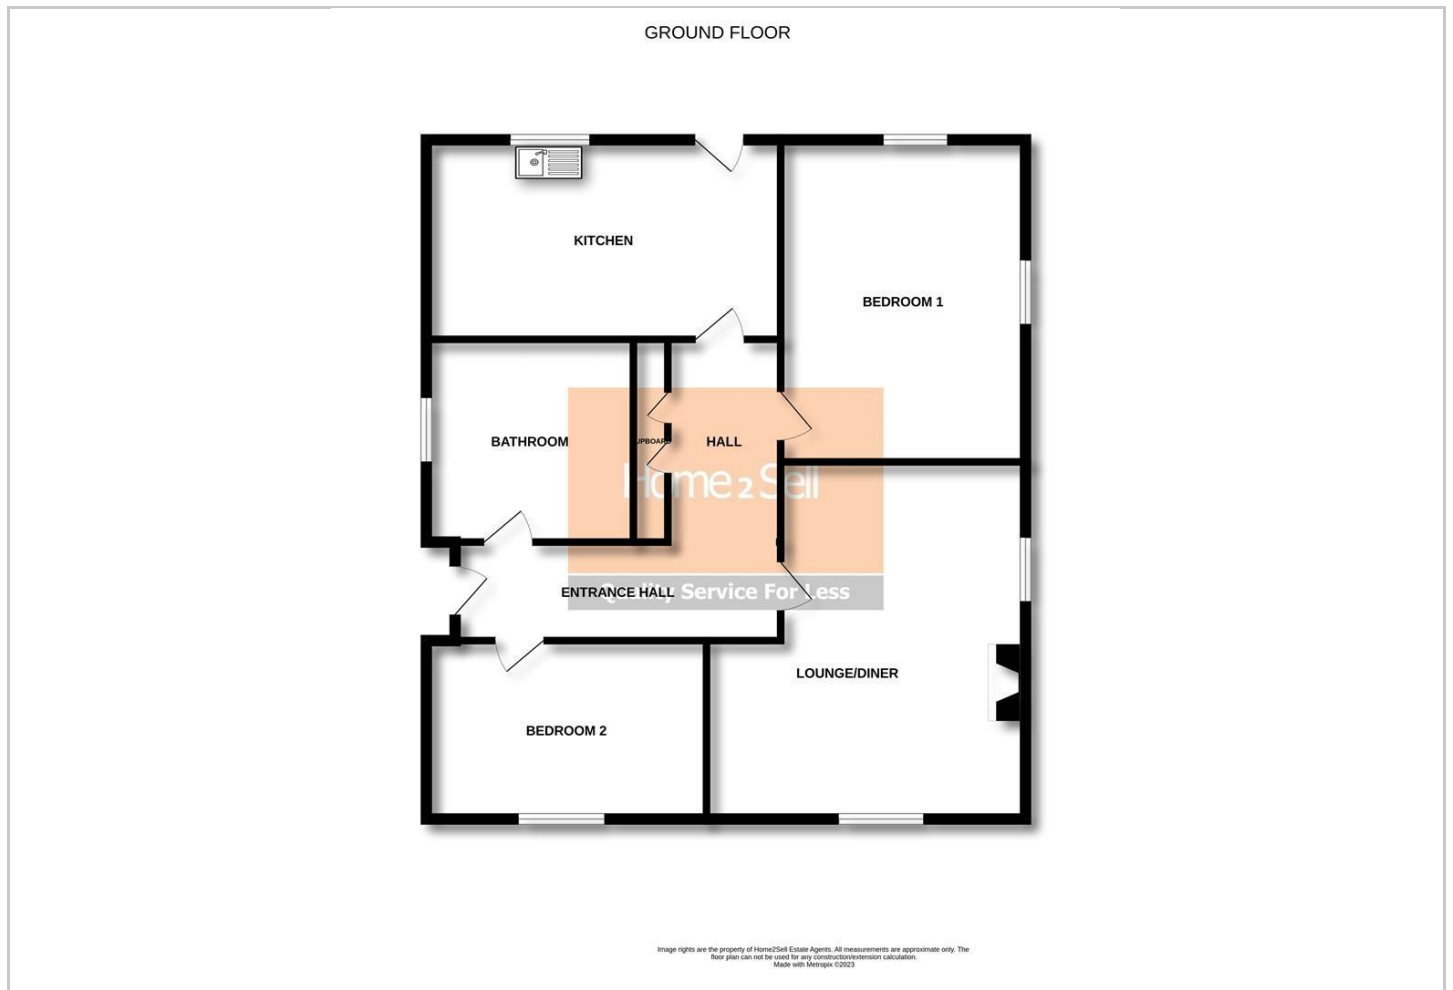 GROUND FLOOR
KITCHEN
BEDROOM 1
BATHROOM
UPBOARD
HALL
Home 2 Sell
ENTRANCE HALL
Quality Service For Less
LOUNGE/DINER
BEDROOM 2
Image rights are the property of Home2Sell Estate Agents. All measurements are approximate only. The
floor plan can not be used for any construction/extension calculation.
Made with Metropix ©2023